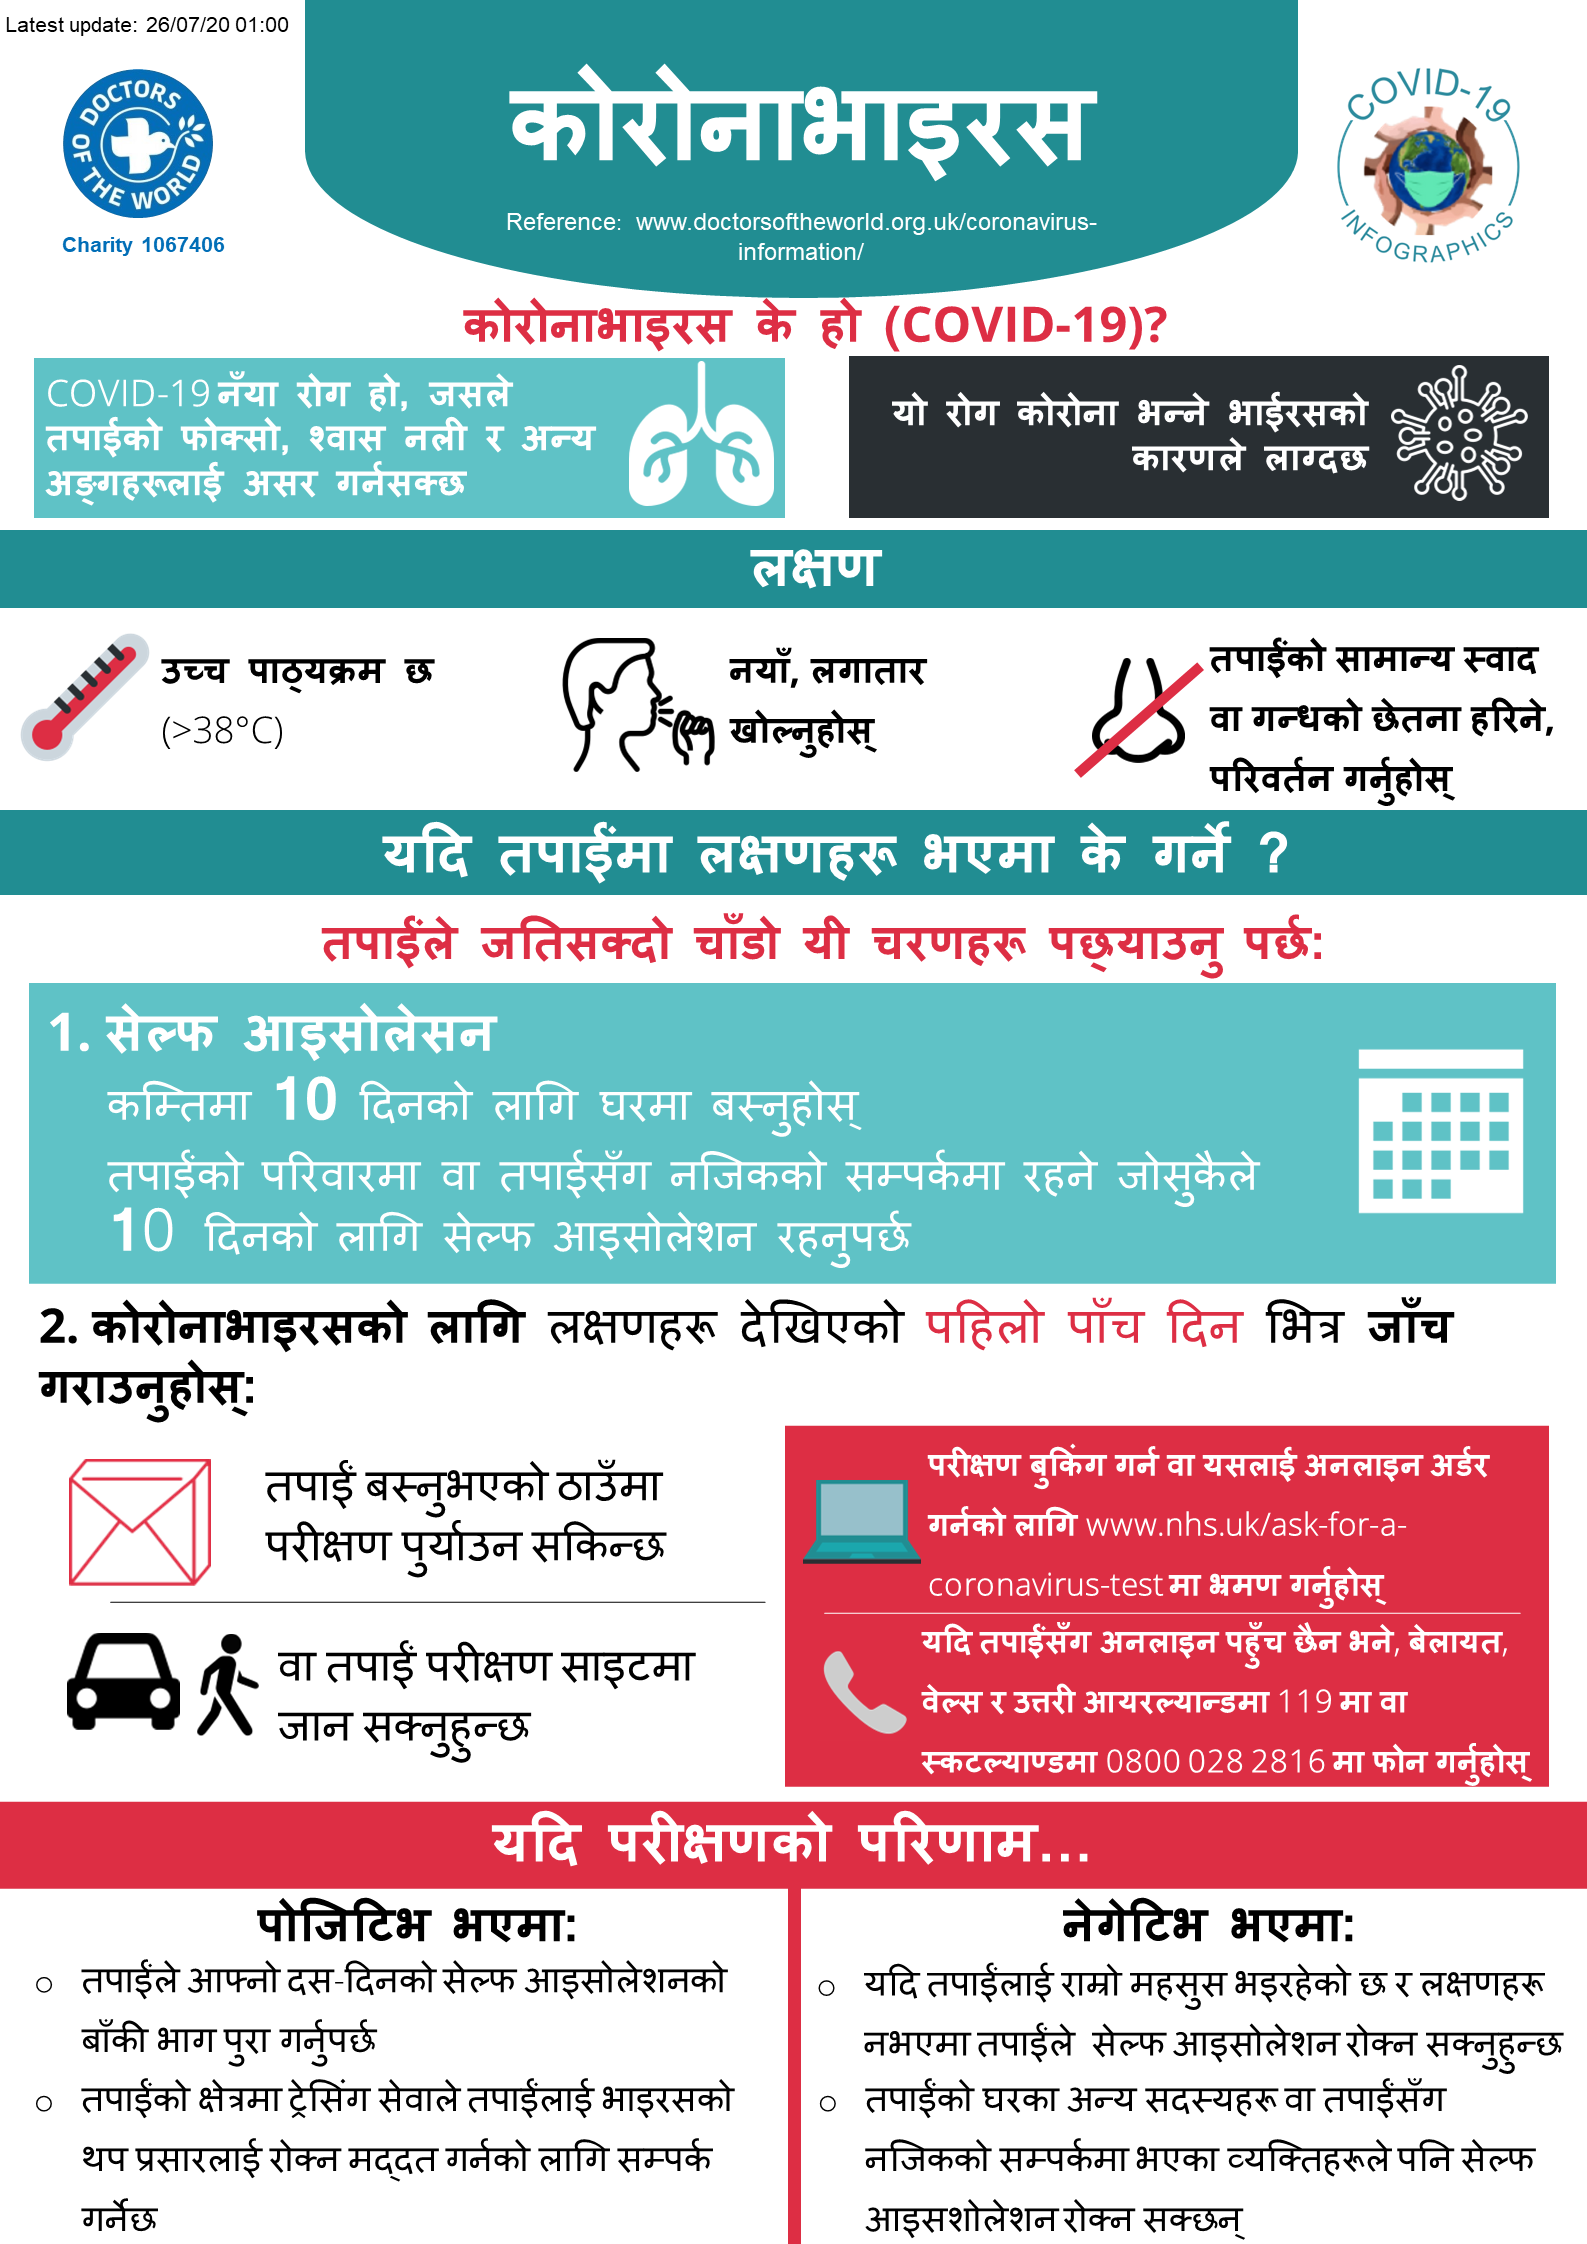 Latest update: 26/07/20 01:00
DOCTORS OF THE WORLD
Charity 1067406
कोरोनाभाइरस
Reference: www.doctorsoftheworld.org.uk/coronavirus-
information/
COVID-19
INFOGRAPHICS
कोरोनाभाइरस के हो (COVID-19)?
COVID-19 नँया रोग हो, जसले
तपाईको फोक्सो, श्वास नली र अन्य
अङ्गहरूलाई असर गर्नसक्छ
यो रोग कोरोना भन्ने भाईरसको
कारणले लाग्दछ
लक्षण
उच्च पाठ्यक्रम छ
(>38°C)
नयाँ, लगातार
खोल्नुहोस्
तपाईंको सामान्य स्वाद
वा गन्धको छेतना हरिने,
परिवर्तन गर्नुहोस्
यदि तपाईंमा लक्षणहरू भएमा के गर्ने ?
तपाईंले जतिसक्दो चाँडो यी चरणहरू पछ्याउनु पर्छ:
1. सेल्फ आइसोलेसन
कम्तिमा 10 दिनको लागि घरमा बस्नुहोस्
तपाईंको परिवारमा वा तपाईसँग नजिकको सम्पर्कमा रहने जोसुकैले
10 दिनको लागि सेल्फ आइसोलेशन रहनुपर्छ
2. कोरोनाभाइरसको लागि लक्षणहरू देखिएको पहिलो पाँच दिन भित्र जाँच
गराउनुहोस्:
तपाईं बस्नुभएको ठाउँमा
परीक्षण पुर्याउन सकिन्छ
वा तपाईं परीक्षण साइटमा
जान सक्नुहुन्छ
परीक्षण बुकिंग गर्न वा यसलाई अनलाइन अर्डर
गर्नको लागि www.nhs.uk/ask-for-a-
coronavirus-test मा भ्रमण गर्नुहोस्
यदि तपाईंसँग अनलाइन पहुँच छैन भने, बेलायत,
वेल्स र उत्तरी आयरल्यान्डमा 119 मा वा
स्कटल्याण्डमा 0800 028 2816 मा फोन गर्नुहोस्
यदि परीक्षणको परिणाम...
पोजिटिभ भएमा:
o तपाईंले आफ्नो दस-दिनको सेल्फ आइसोलेशनको
बाँकी भाग पुरा गर्नुपर्छ
o तपाईंको क्षेत्रमा ट्रेसिंग सेवाले तपाईंलाई भाइरसको
थप प्रसारलाई रोक्न मद्दत गर्नको लागि सम्पर्क
गर्नेछ
नेगेटिभ भएमा:
o यदि तपाईंलाई राम्रो महसुस भइरहेको छ र लक्षणहरू
नभएमा तपाईंले सेल्फ आइसोलेशन रोक्न सक्नुहुन्छ
o तपाईंको घरका अन्य सदस्यहरू वा तपाईंसँग
नजिकको सम्पर्कमा भएका व्यक्तिहरूले पनि सेल्फ
आइसशोलेशन रोक्न सक्छन्